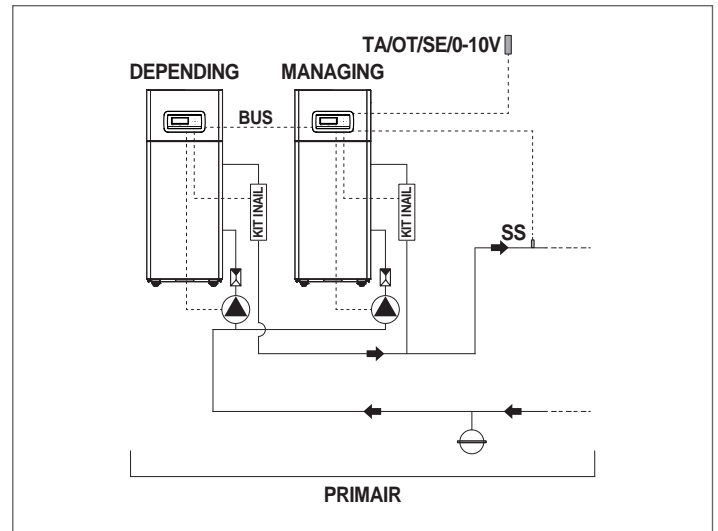 TA/OT/SE/0-10V
DEPENDING
MANAGING
BUS
KIT INAIL
KIT INAIL
SS
PRIMAIR